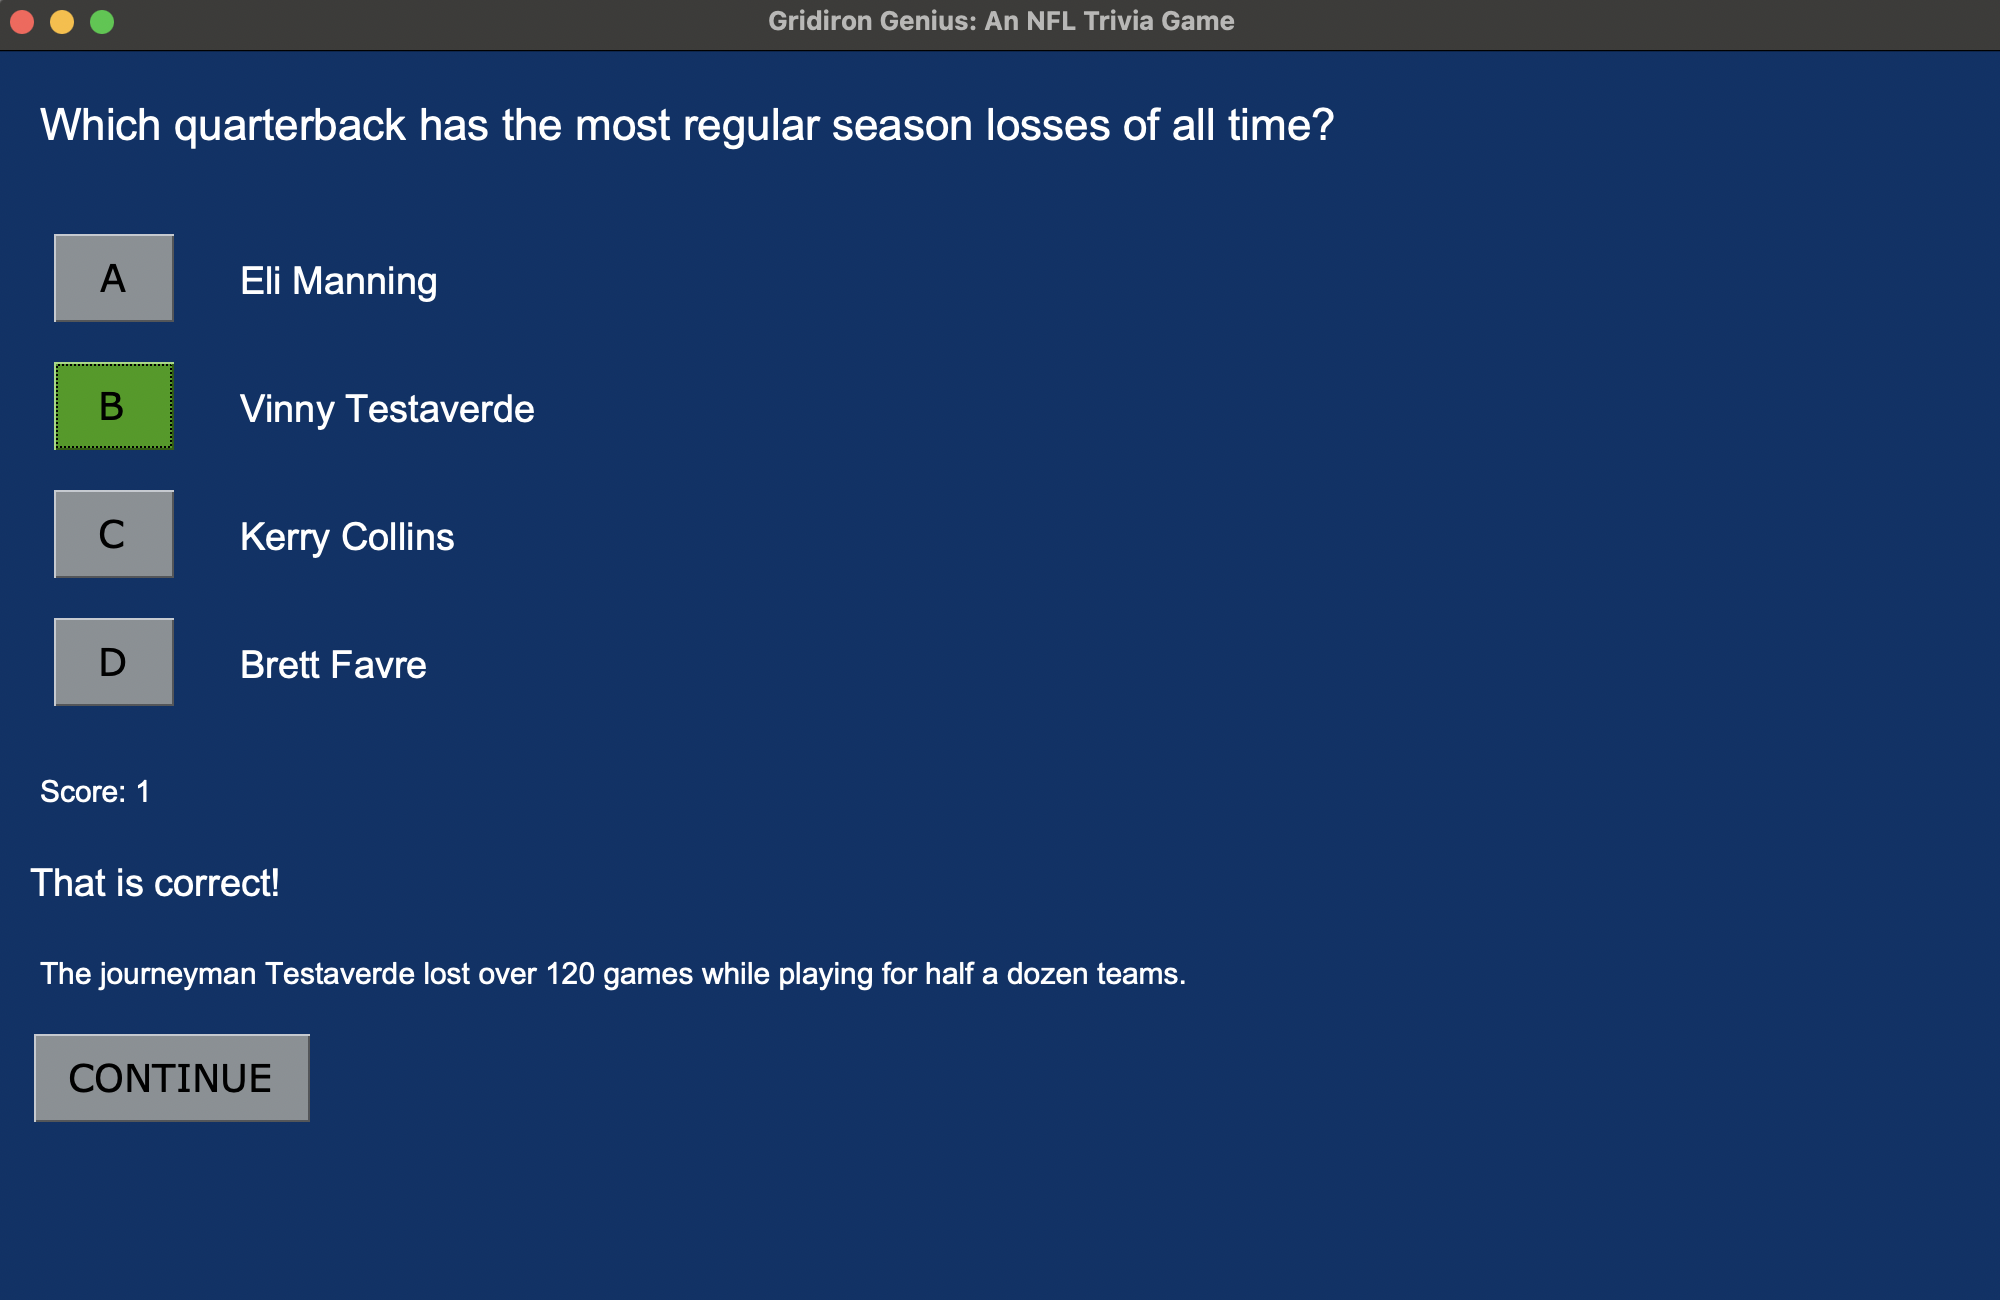 Gridiron Genius: An NFL Trivia Game
Which quarterback has the most regular season losses of all time?
A Eli Manning
B Vinny Testaverde
C Kerry Collins
D Brett Favre
Score: 1
That is correct!
The journeyman Testaverde lost over 120 games while playing for half a dozen teams.
CONTINUE